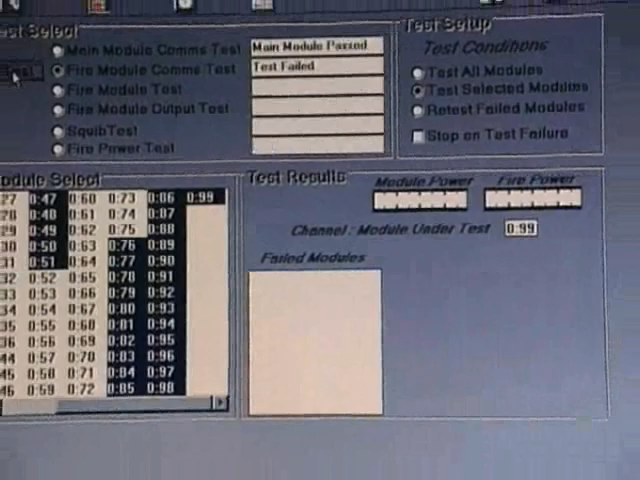 est Select
Main Module Comms Test
Fire Module Comms Test
Fire Module Test
Fire Module Output Test
SquibTest
Fire Power Test
Main Module Passed
Test Failed
Test Setup
Test Conditions
Test All Modules
Test Selected Modules
Retest Failed Modules
Stop on Test Failure
odule Select
27 0:47 0:60 0:73 0:86 0:99
28 0:48 0:61 0:74 0:87
29 0:49 0:62 0:75 0:88
30 0:50 0:63 0:76 0:89
31 0:51 0:64 0:77 0:90
32 0:52 0:65 0:78 0:91
33 0:53 0:66 0:79 0:92
34 0:54 0:67 0:80 0:93
35 0:55 0:68 0:81 0:94
36 0:56 0:69 0:82 0:95
44 0:57 0:70 0:83 0:96
45 0:58 0:71 0:84 0:97
46 0:59 0:72 0:85 0:98
Test Results
Module Power
Fire Power
Channel : Module Under Test 0:99
Failed Modules